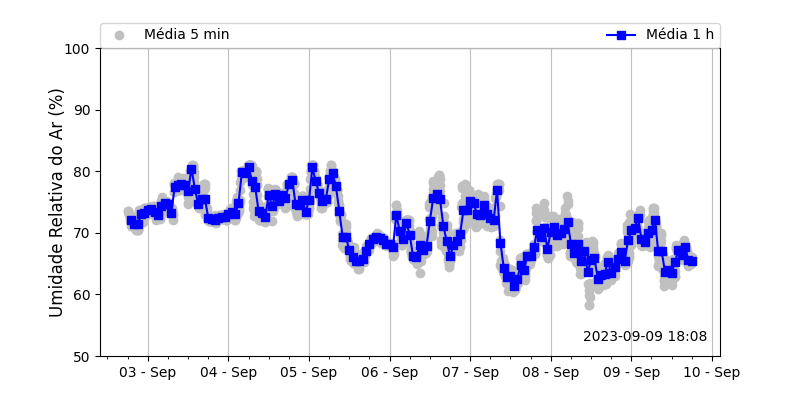 Média 5 min
Média 1 h
Umidade Relativa do Ar (%)
100
90
80
70
60
50
2023-09-09 18:08
03 - Sep
04 - Sep
05 - Sep
06 - Sep
07 - Sep
08 - Sep
09 - Sep
10 - Sep